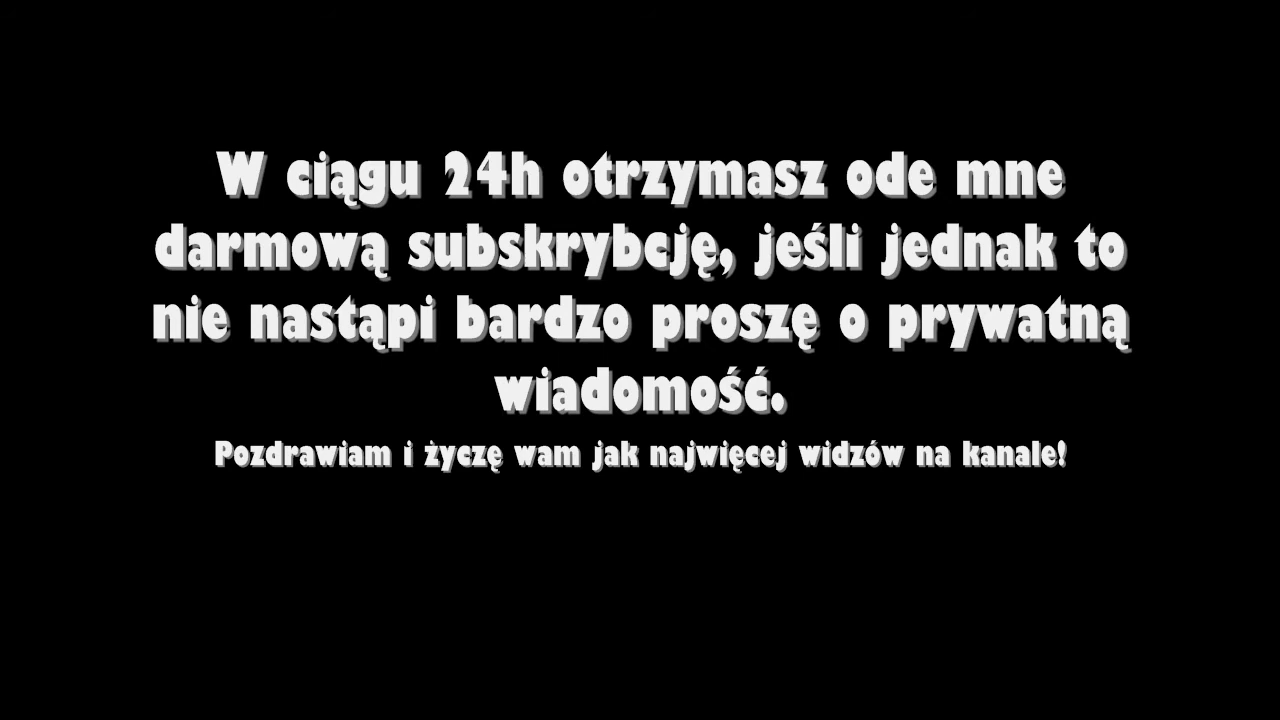 W ciągu 24h otrzymasz ode mne
darmową subskrybcję, jeśli jednak to
nie nastąpi bardzo proszę o prywatną
wiadomość.
Pozdrawiam i życzę wam jak najwięcej widzów na kanale!